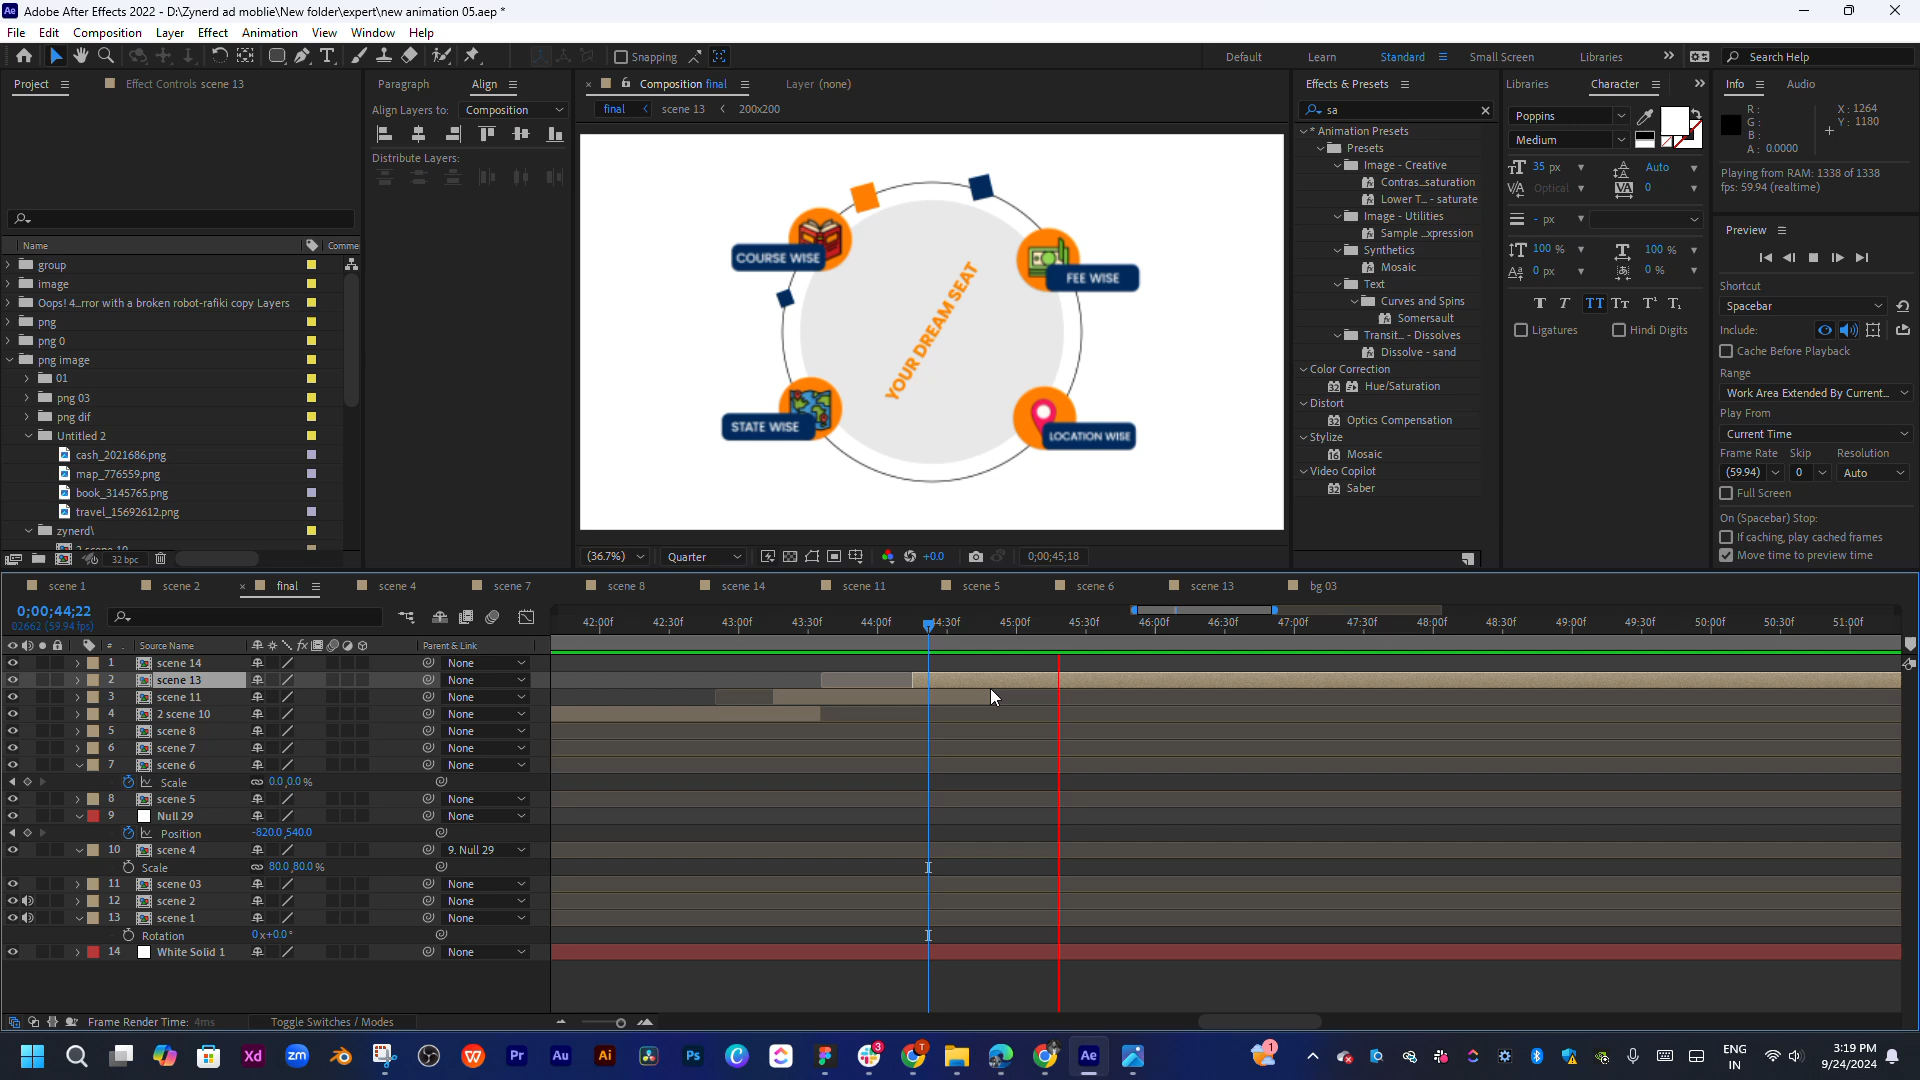 Adobe After Effects 2022 - D:\Zynerd ad moblie\New folder\expert\new animation 05.aep *
File Edit Composition Layer Effect Animation View Window Help
Snapping Default Learn Standard Small Screen Libraries Search Help
Project Effect Controls scene 13 Paragraph Align Composition final Layer (none) Effects & Presets Libraries Character Info Audio
Align Layers to: Composition
final scene 13 200x200
Distribute Layers:
Name Comme
group
image
Oops! 4...rror with a broken robot-rafiki copy Layers
png
png 0
png image
01
png 03
png dif
Untitled 2
cash_2021686.png
map_776559.png
book_3145765.png
travel_15692612.png
zynerd\
2 scene 10
32 bpc
COURSE WISE
FEE WISE
YOUR DREAM SEAT
STATE WISE
LOCATION WISE
(36.7%) Quarter +0.0 0;00;45;18
sa
* Animation Presets
Presets
Image - Creative
Contras...saturation
Lower T... - saturate
Image - Utilities
Sample ...xpression
Synthetics
Mosaic
Text
Curves and Spins
Somersault
Transit... - Dissolves
Dissolve - sand
Color Correction
Hue/Saturation
Distort
Optics Compensation
Stylize
Mosaic
Video Copilot
Saber
Poppins
Medium
35 px Auto
Optical 0
- px
100 % 100 %
0 px 0 %
Ligatures Hindi Digits
R : X : 1264
G : Y : 1180
B :
A : 0.0000
Playing from RAM: 1338 of 1338
fps: 59.94 (realtime)
Preview
Shortcut
Spacebar
Include:
Cache Before Playback
Range
Work Area Extended By Current...
Play From
Current Time
Frame Rate Skip Resolution
(59.94) 0 Auto
Full Screen
On (Spacebar) Stop:
If caching, play cached frames
Move time to preview time
scene 1 scene 2 final scene 4 scene 7 scene 8 scene 14 scene 11 scene 5 scene 6 scene 13 bg 03
0;00;44;22
02662 (59.94 fps)
42:00f 42:30f 43:00f 43:30f 44:00f 44:30f 45:00f 45:30f 46:00f 46:30f 47:00f 47:30f 48:00f 48:30f 49:00f 49:30f 50:00f 50:30f 51:00f
# Source Name Parent & Link
1 scene 14 None
2 scene 13 None
3 scene 11 None
4 2 scene 10 None
5 scene 8 None
6 scene 7 None
7 scene 6 None
Scale 0.0,0.0 %
8 scene 5 None
9 Null 29 None
Position -820.0,540.0
10 scene 4 9. Null 29
Scale 80.0,80.0 %
11 scene 03 None
12 scene 2 None
13 scene 1 None
Rotation 0x+0.0°
14 White Solid 1 None
Frame Render Time: 4ms Toggle Switches / Modes
Xd zm Pr Au Ai Ps 3 T Ae 1
ENG
IN
3:19 PM
9/24/2024